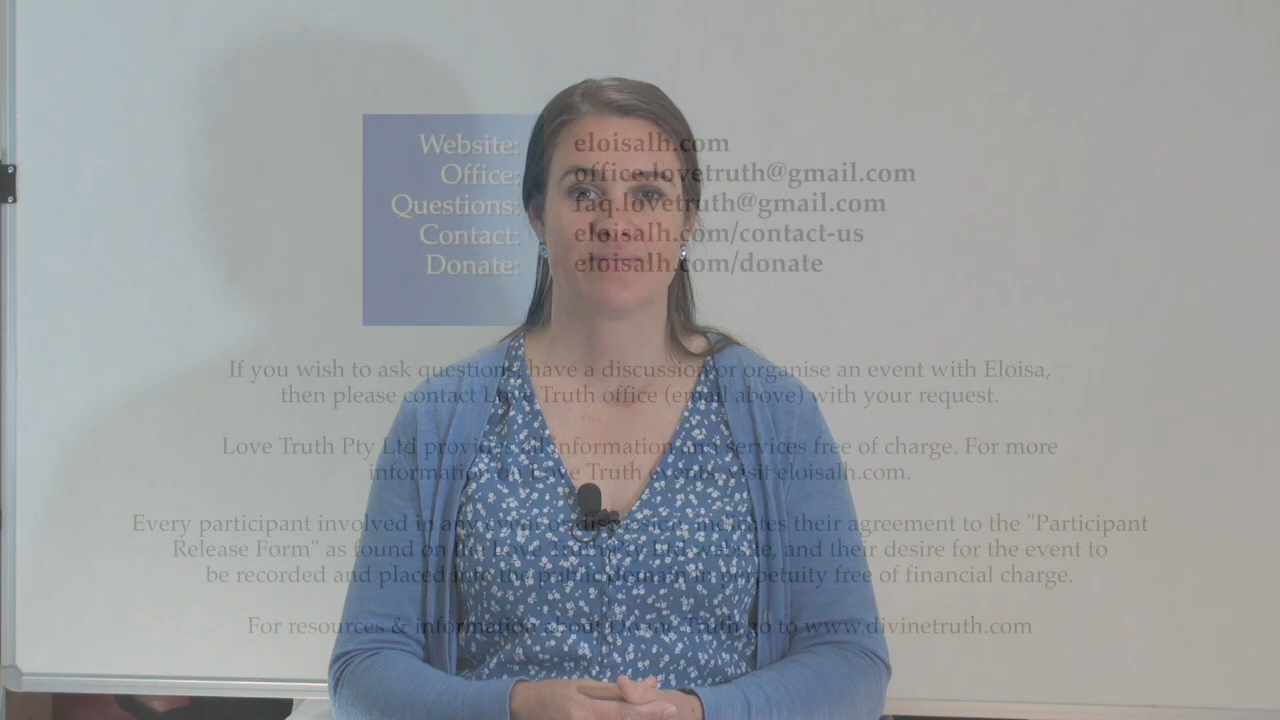 Website: eloisalh.com
Office: office.lovetruth@gmail.com
Questions: faq.lovetruth@gmail.com
Contact: eloisalh.com/contact-us
Donate: eloisalh.com/donate
If you wish to ask questions, have a discussion or organise an event with Eloisa,
then please contact Love Truth office (email above) with your request.
Love Truth Pty Ltd provides all information and services free of charge. For more
information on Love Truth events, visit eloisalh.com.
Every participant involved in any event or discussion, indicates their agreement to the "Participant
Release Form" as found on the Love Truth Pty Ltd website, and their desire for the event to
be recorded and placed into the public domain in perpetuity free of financial charge.
For resources & information about Divine Truth go to www.divinetruth.com